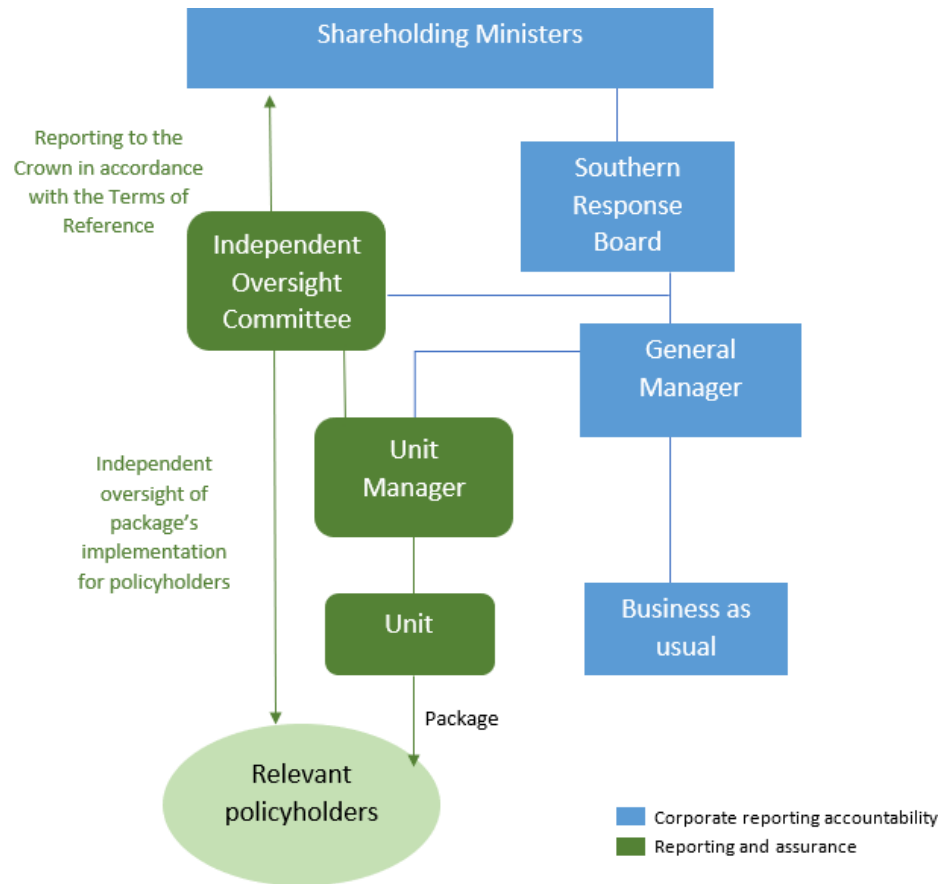 Shareholding Ministers
Reporting to the
Crown in accordance
with the Terms of
Reference
Southern
Response
Board
Independent
Oversight
Committee
General
Manager
Unit
Manager
Independent
oversight of
package's
implementation
for policyholders
Unit
Business as
usual
Package
Relevant
policyholders
Corporate reporting accountability
Reporting and assurance